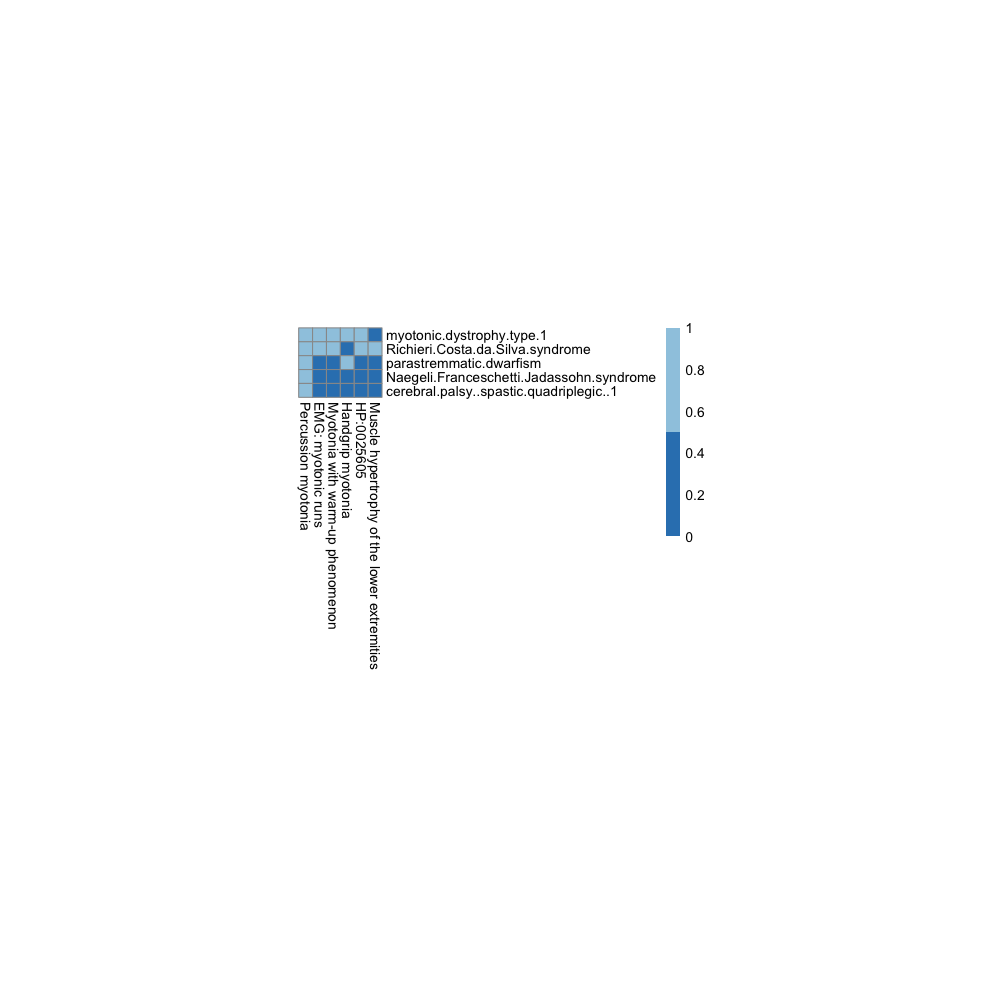 myotonic.dystrophy.type.1
Richieri.Costa.da.Silva.syndrome
parastremmatic.dwarfism
Naegeli.Franceschetti.Jadassohn.syndrome
cerebral.palsy..spastic.quadriplegic..1
Percussion myotonia
EMG: myotonic runs
Myotonia with warm-up phenomenon
Handgrip myotonia
HP:0025605
Muscle hypertrophy of the lower extremities
1
0.8
0.6
0.4
0.2
0